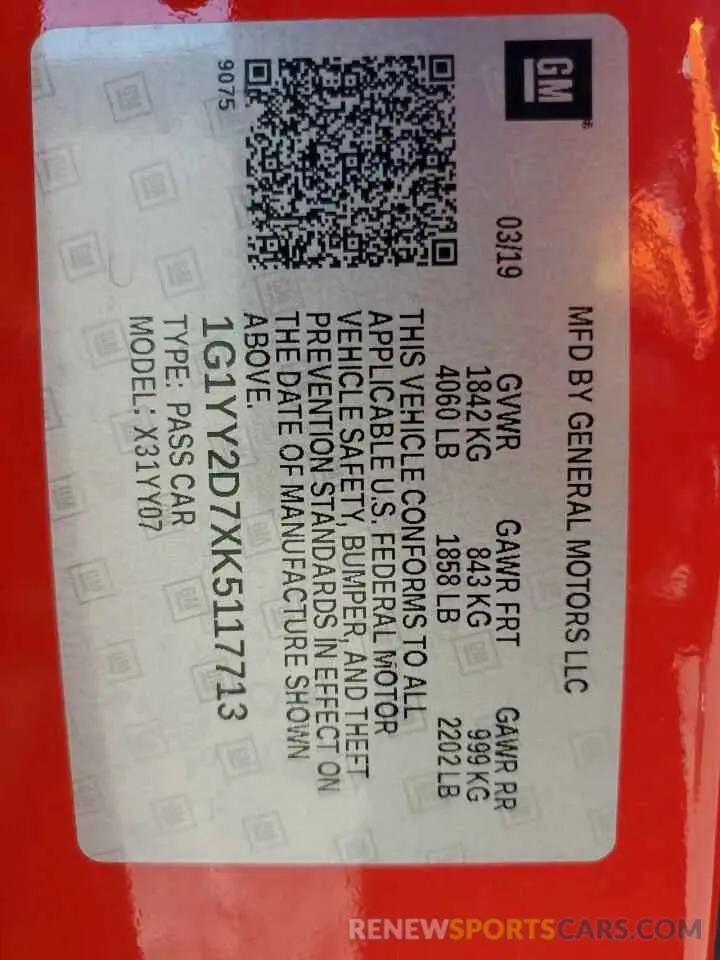 GM
MFD BY GENERAL MOTORS LLC
03/19 GVWR GAWR FRT GAWR RR
1842 KG 843 KG 999 KG
4060 LB 1858 LB 2202 LB
THIS VEHICLE CONFORMS TO ALL
APPLICABLE U.S. FEDERAL MOTOR
VEHICLE SAFETY, BUMPER, AND THEFT
PREVENTION STANDARDS IN EFFECT ON
THE DATE OF MANUFACTURE SHOWN
ABOVE.
9075
1G1YY2D7XK5117713
TYPE: PASS CAR
MODEL: X31YY07
RENEWSPORTSCARS.COM